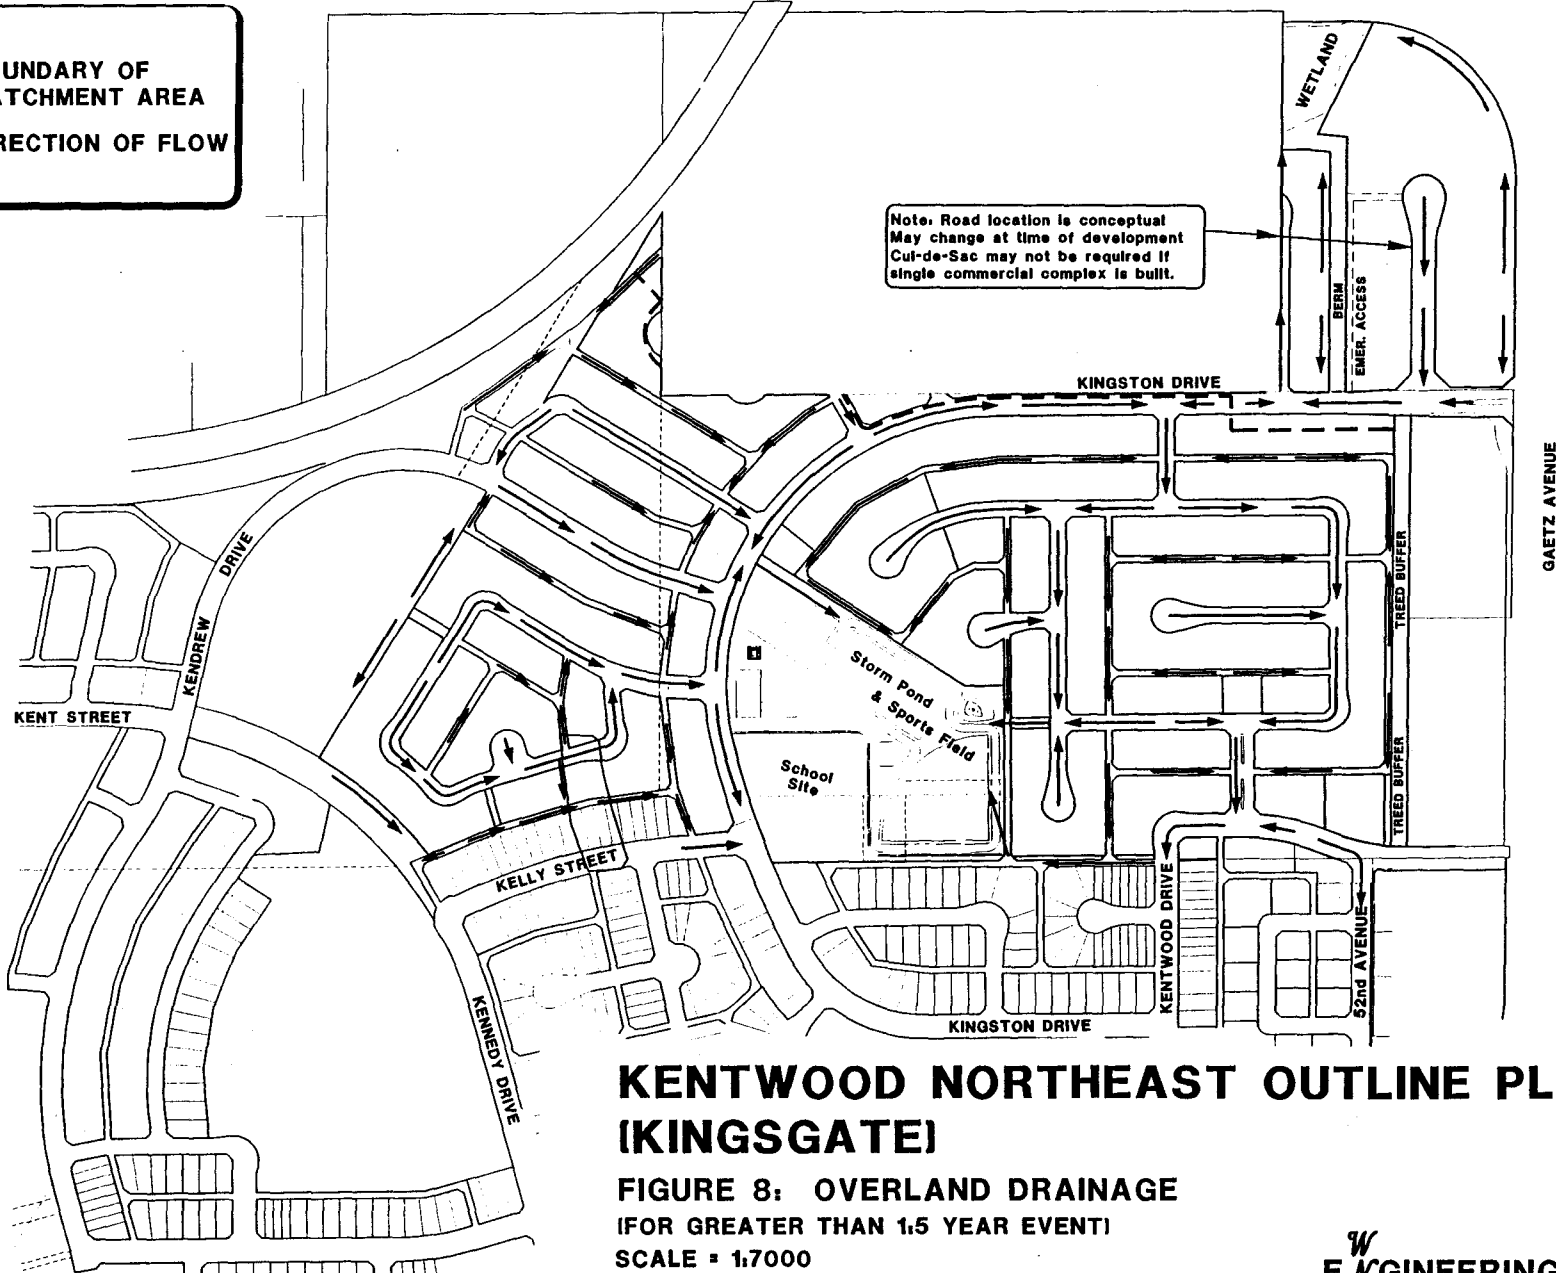 UNDARY OF
ATCHMENT AREA
RECTION OF FLOW
WETLAND
Note: Road location is conceptual
May change at time of development
Cul-de-Sac may not be required if
single commercial complex is built.
BERM
EMER. ACCESS
KINGSTON DRIVE
GAETZ AVENUE
TREED BUFFER
TREED BUFFER
KENDREW DRIVE
KENT STREET
Storm Pond
& Sports Field
School
Site
KELLY STREET
KENTWOOD DRIVE
52nd AVENUE
KENNEDY DRIVE
KINGSTON DRIVE
KENTWOOD NORTHEAST OUTLINE PL
(KINGSGATE)
FIGURE 8: OVERLAND DRAINAGE
(FOR GREATER THAN 1:5 YEAR EVENT)
SCALE = 1:7000
W
ENGINEERING